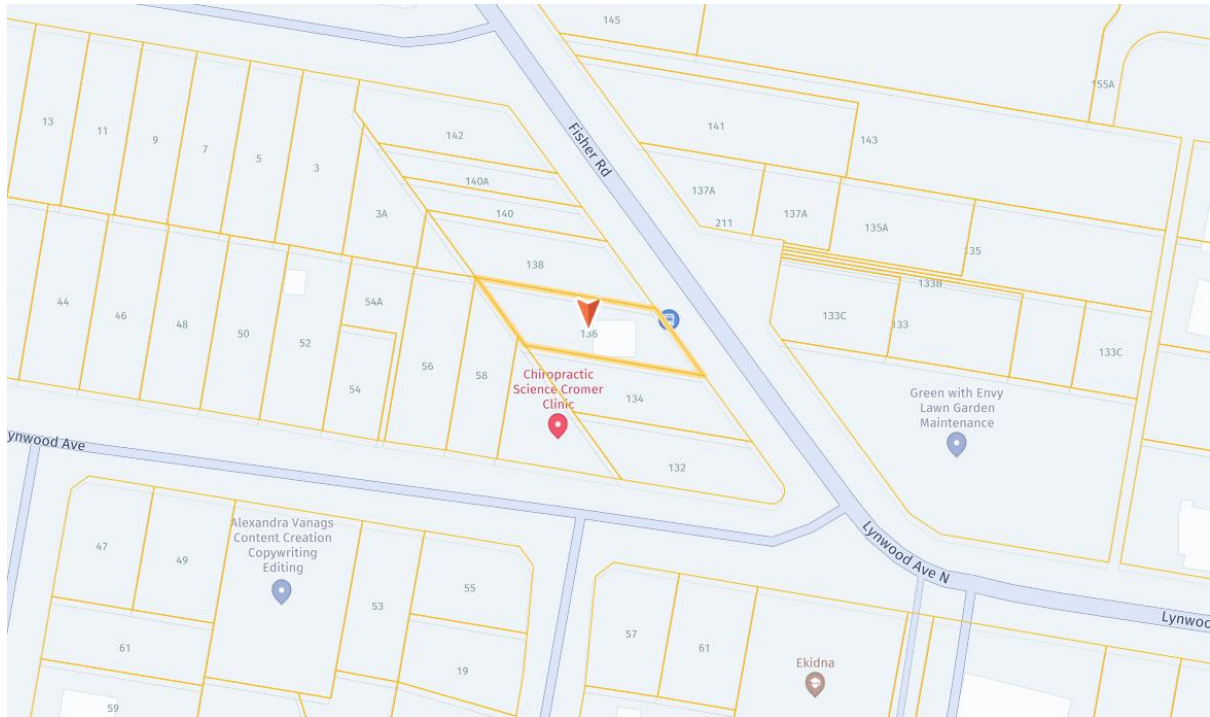 145
155A
13
11
9
7
5
3
142
Fisher Rd
141
143
140A
137A
137A
3A
140
211
135A
135
138
133B
44
46
48
50
52
54A
136
133C
133
133C
56
58
54
Chiropractic
Science Cromer
Clinic
134
Green with Envy
Lawn Garden
Maintenance
ynwood Ave
132
Alexandra Vanags
Content Creation
Copywriting
Editing
Lynwood Ave N
47
49
53
55
Lynwoo
57
61
61
19
Ekidna
59